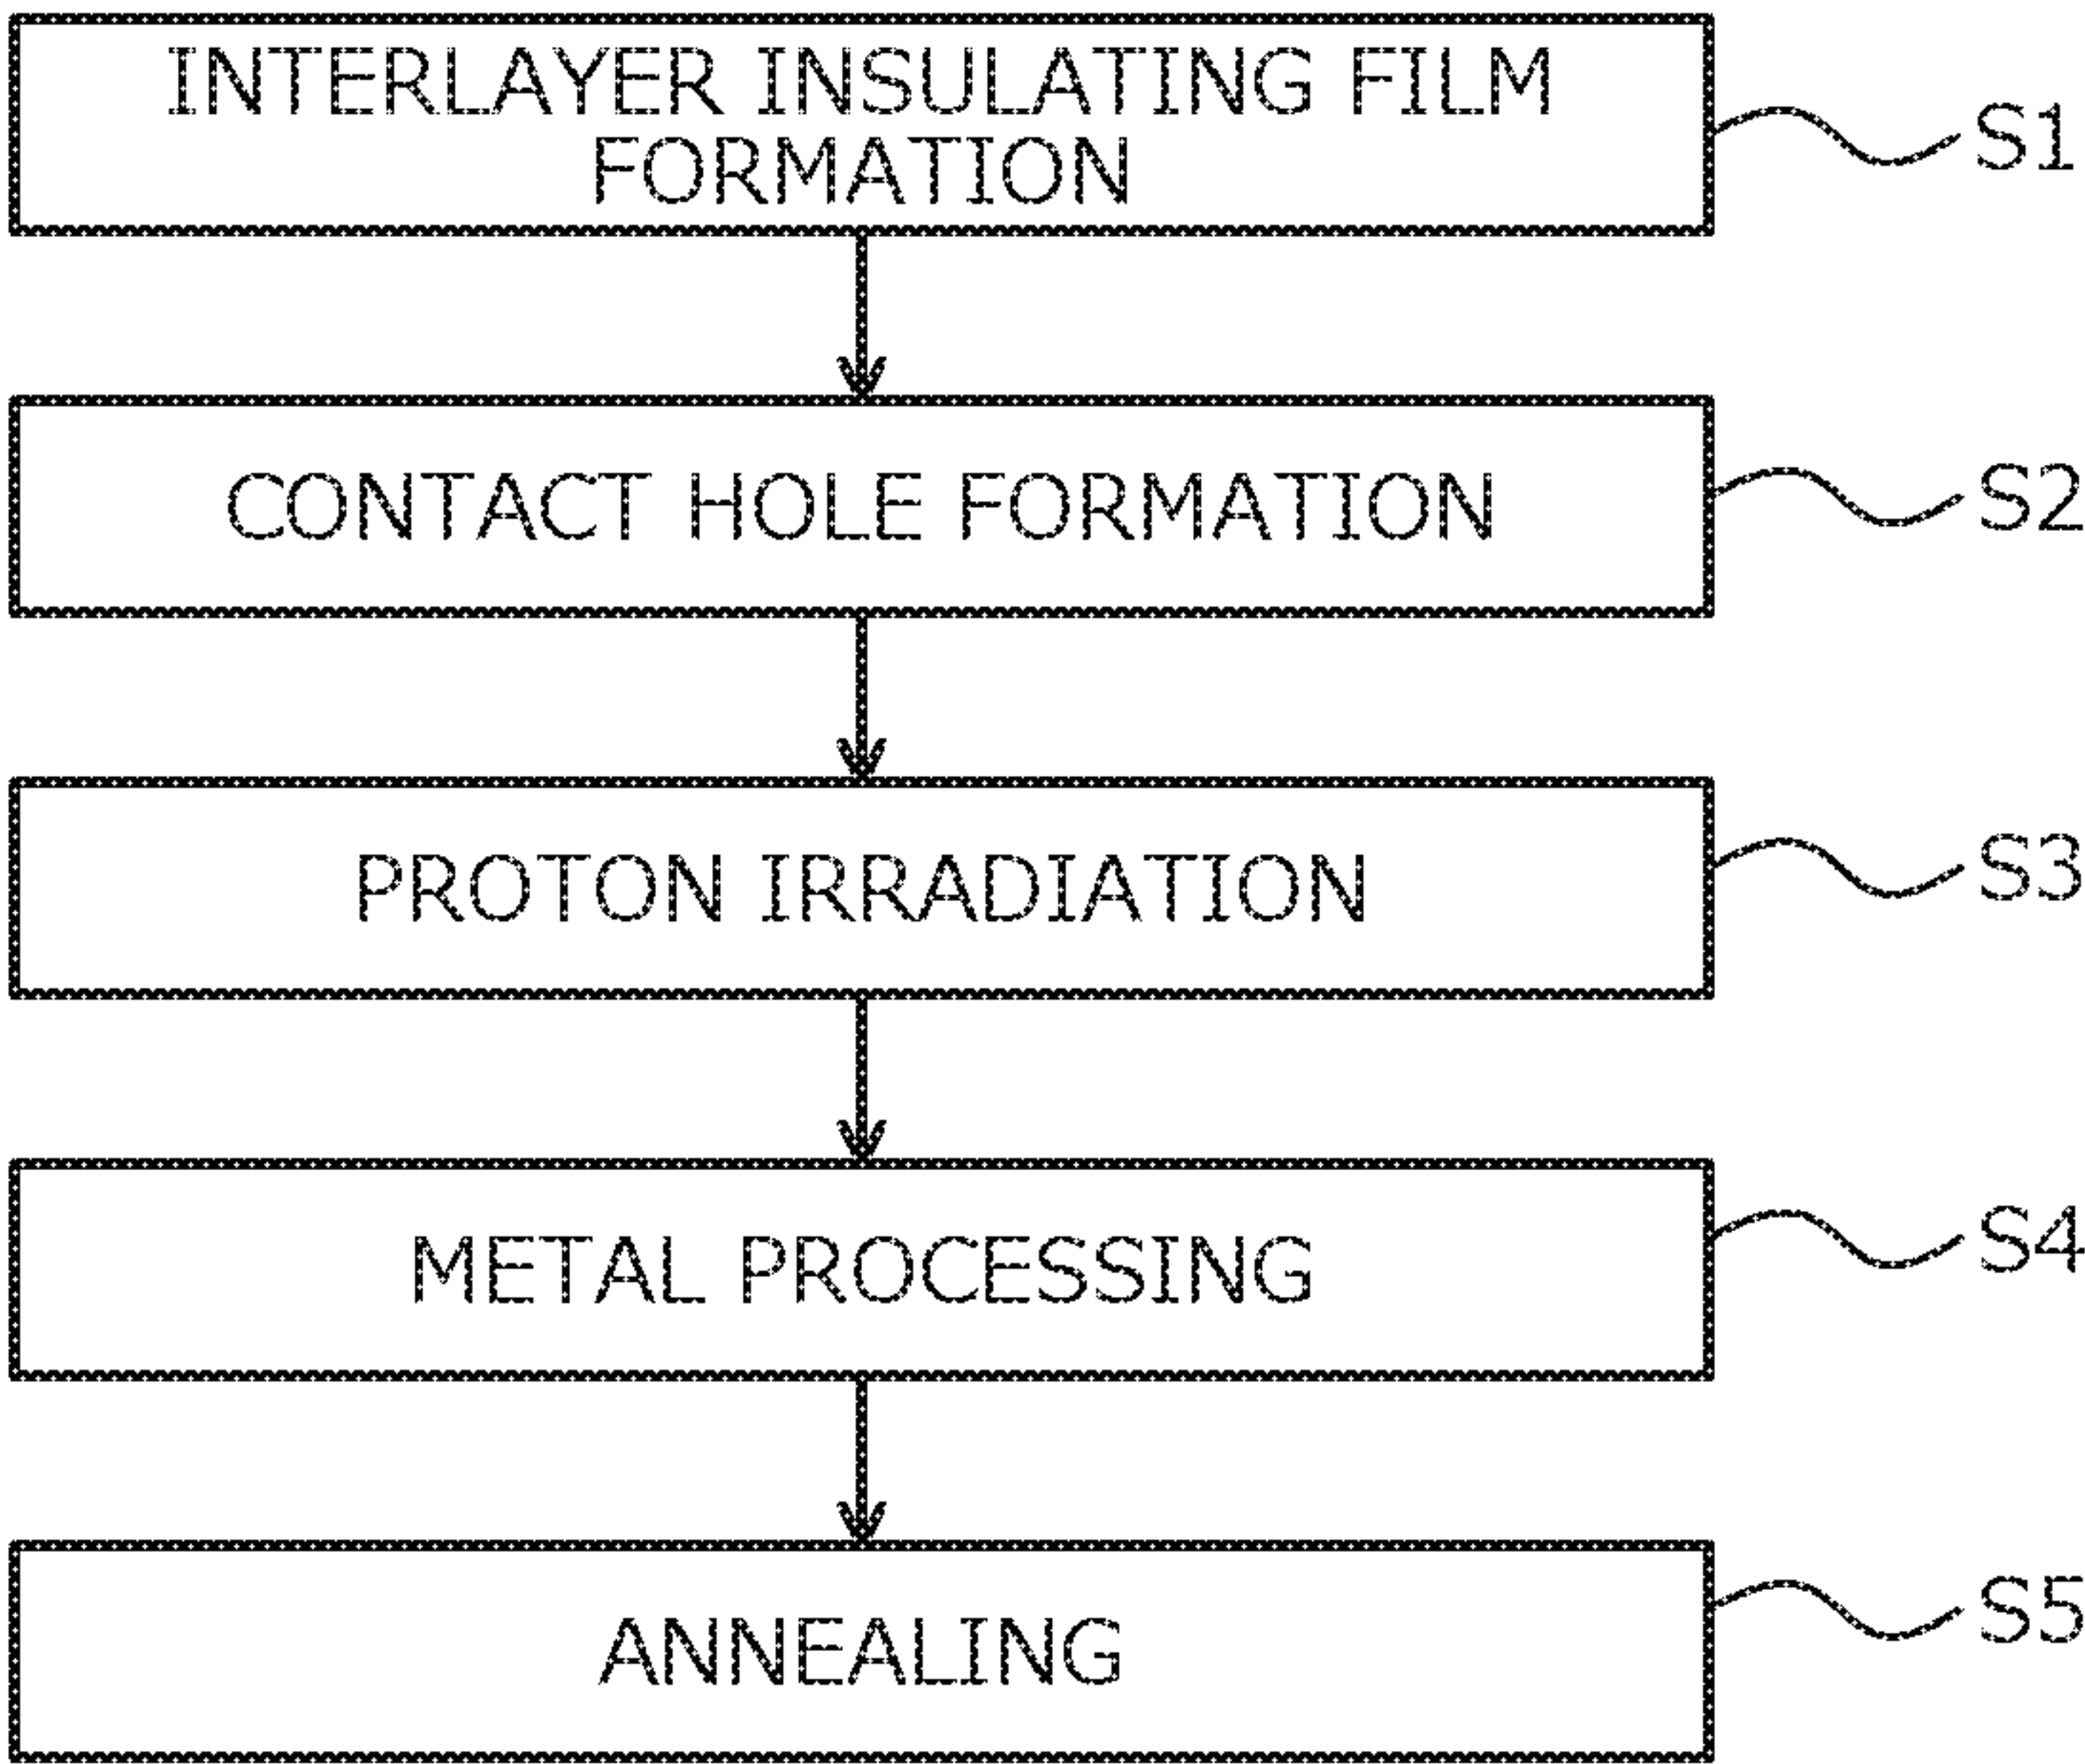 INTERLAYER INSULATING FILM
FORMATION
S1
CONTACT HOLE FORMATION
S2
PROTON IRRADIATION
S3
METAL PROCESSING
S4
ANNEALING
S5